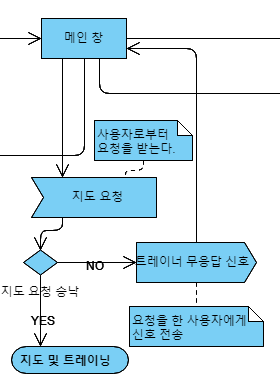 메인 창
사용자로부터
요청을 받는다.
지도 요청
NO
트레이너 무응답 신호
지도 요청 승낙
요청을 한 사용자에게
신호 전송
YES
지도 및 트레이닝